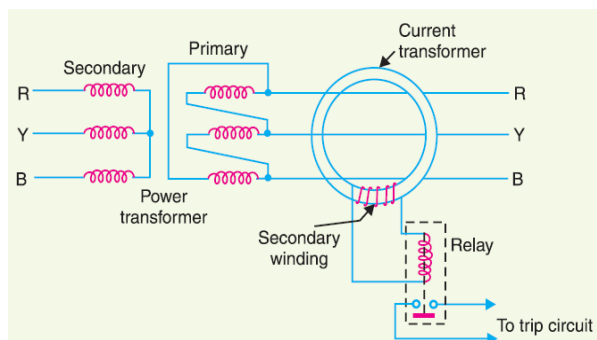 Current
transformer
Primary
Secondary
R
R
Y
Y
B
B
Power
transformer
Secondary
winding
Relay
To trip circuit